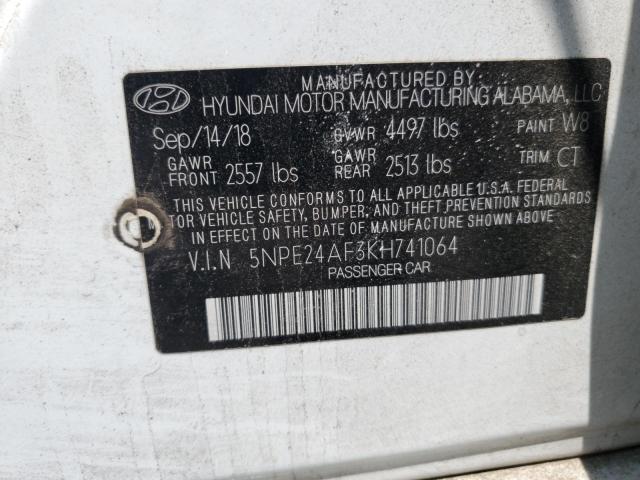 MANUFACTURED BY:
HYUNDAI MOTOR MANUFACTURING ALABAMA, LLC
Sep/14/18 GVWR 4497 lbs PAINT W8
GAWR FRONT 2557 lbs GAWR REAR 2513 lbs TRIM CT
THIS VEHICLE CONFORMS TO ALL APPLICABLE U.S.A. FEDERAL
MOTOR VEHICLE SAFETY, BUMPER, AND THEFT PREVENTION STANDARDS
IN EFFECT ON THE DATE OF MANUFACTURE SHOWN ABOVE
V.I.N 5NPE24AF3KH741064
PASSENGER CAR